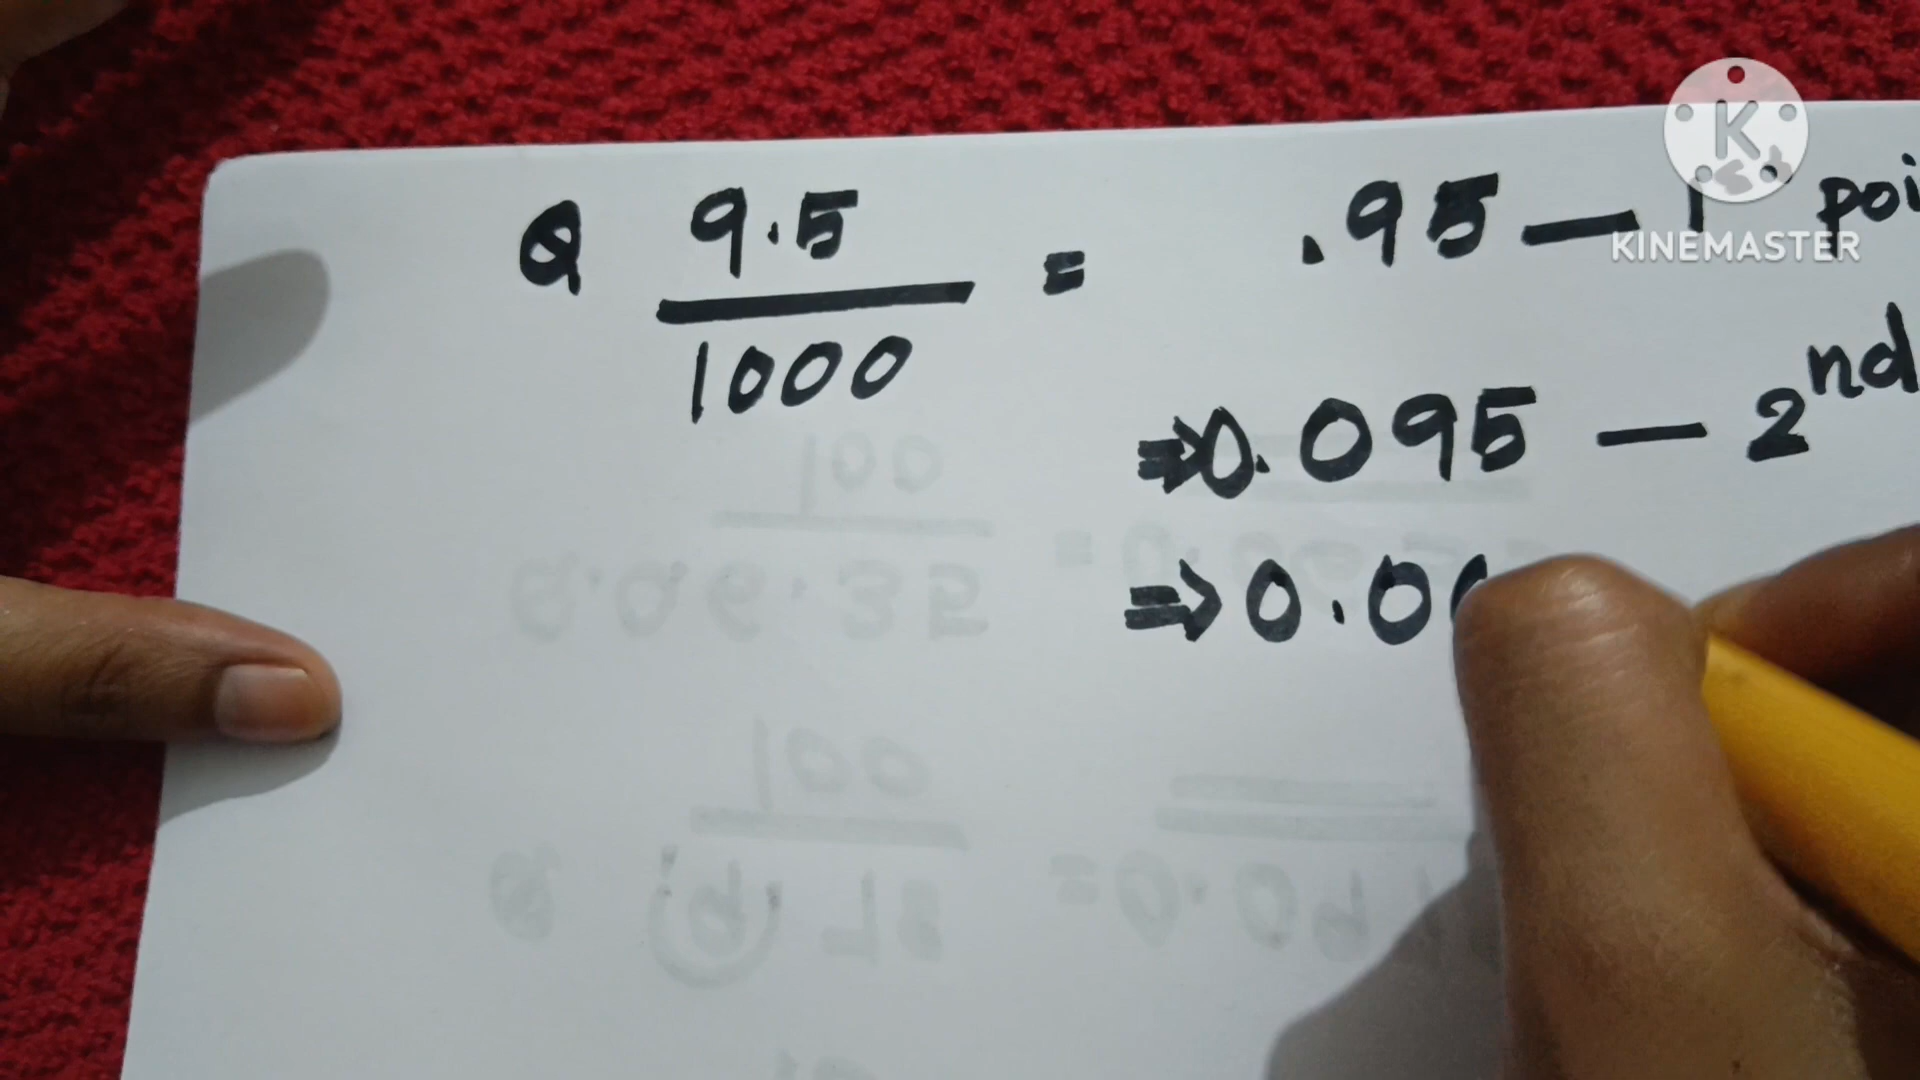 Q 9.5 = .95 — 1 poi
1000
⇒ 0.095 — 2nd
⇒ 0.0
KINEMASTER